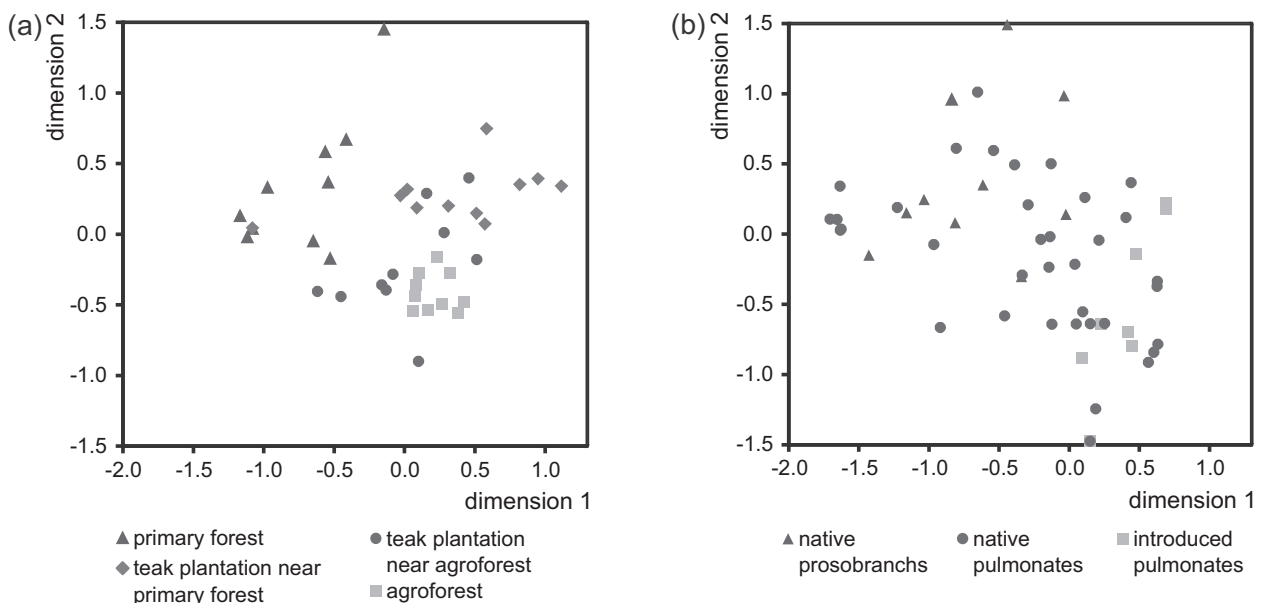 (a)
dimension 2
1.5
1.0
0.5
0.0
-0.5
-1.0
-1.5
-2.0 -1.5 -1.0 -0.5 0.0 0.5 1.0
dimension 1
primary forest
teak plantation near
primary forest
teak plantation
near agroforest
agroforest
(b)
dimension 2
1.5
1.0
0.5
0.0
-0.5
-1.0
-1.5
-2.0 -1.5 -1.0 -0.5 0.0 0.5 1.0
dimension 1
native
prosobranchs
native
pulmonates
introduced
pulmonates